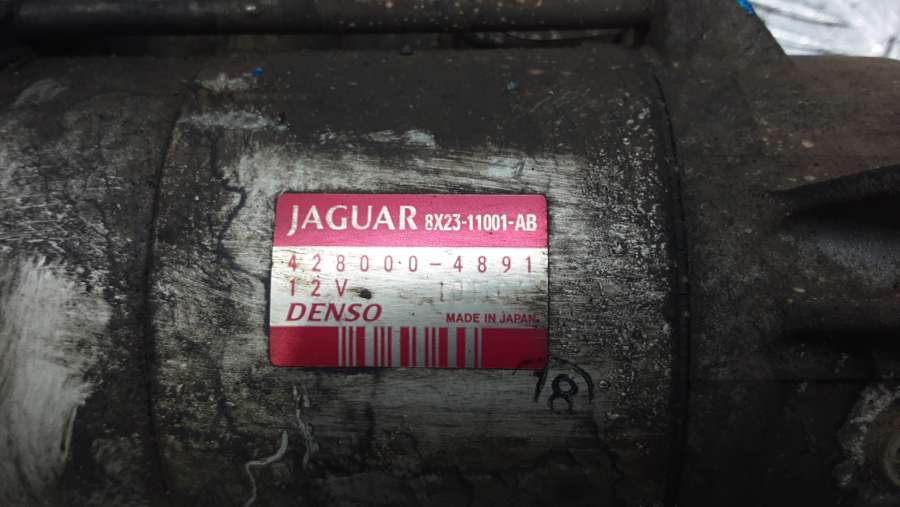 JAGUAR 8X23-11001-AB
428000-4891
12V
DENSO MADE IN JAPAN
8